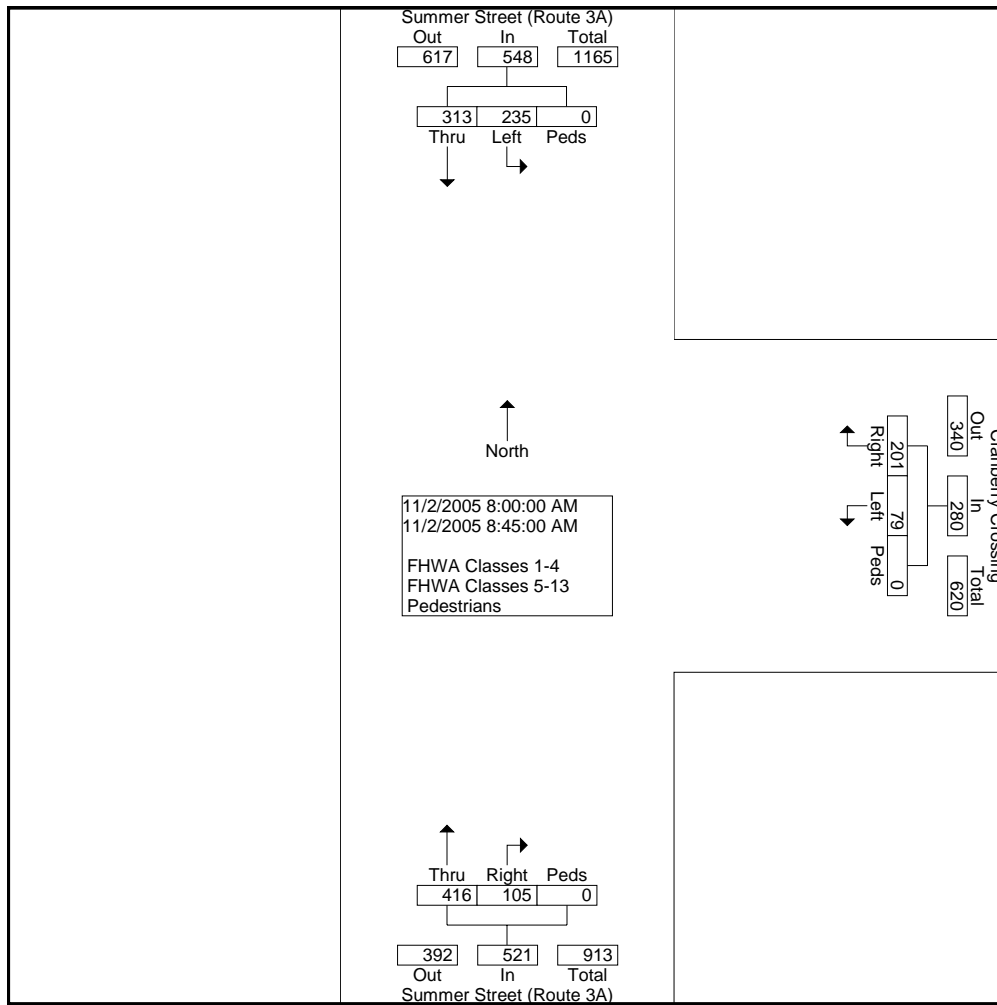 Summer Street (Route 3A)
Out In Total
617 548 1165
313 235 0
Thru Left Peds
North
11/2/2005 8:00:00 AM
11/2/2005 8:45:00 AM
FHWA Classes 1-4
FHWA Classes 5-13
Pedestrians
Cranberry Crossing
Out In Total
340 280 620
201 79 0
Right Left Peds
Thru Right Peds
416 105 0
392 521 913
Out In Total
Summer Street (Route 3A)